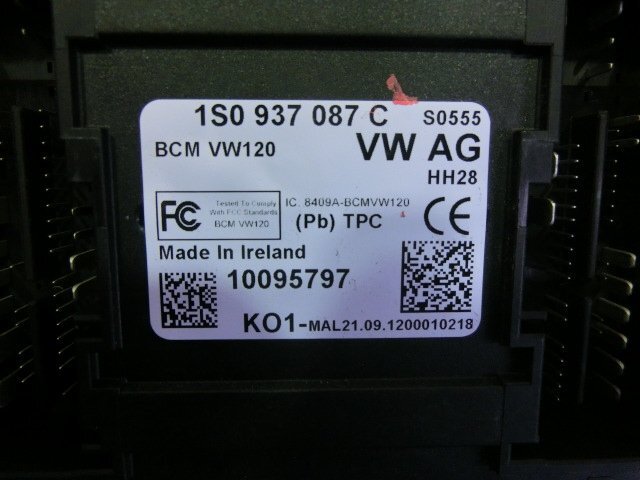 1S0 937 087 C S0555
BCM VW120 VW AG
HH28
FC Tested To Comply
With FCC Standards
BCM VW120
IC. 8409A-BCMVW120
(Pb) TPC CE
Made In Ireland
10095797
KO1-MAL21.09.1200010218